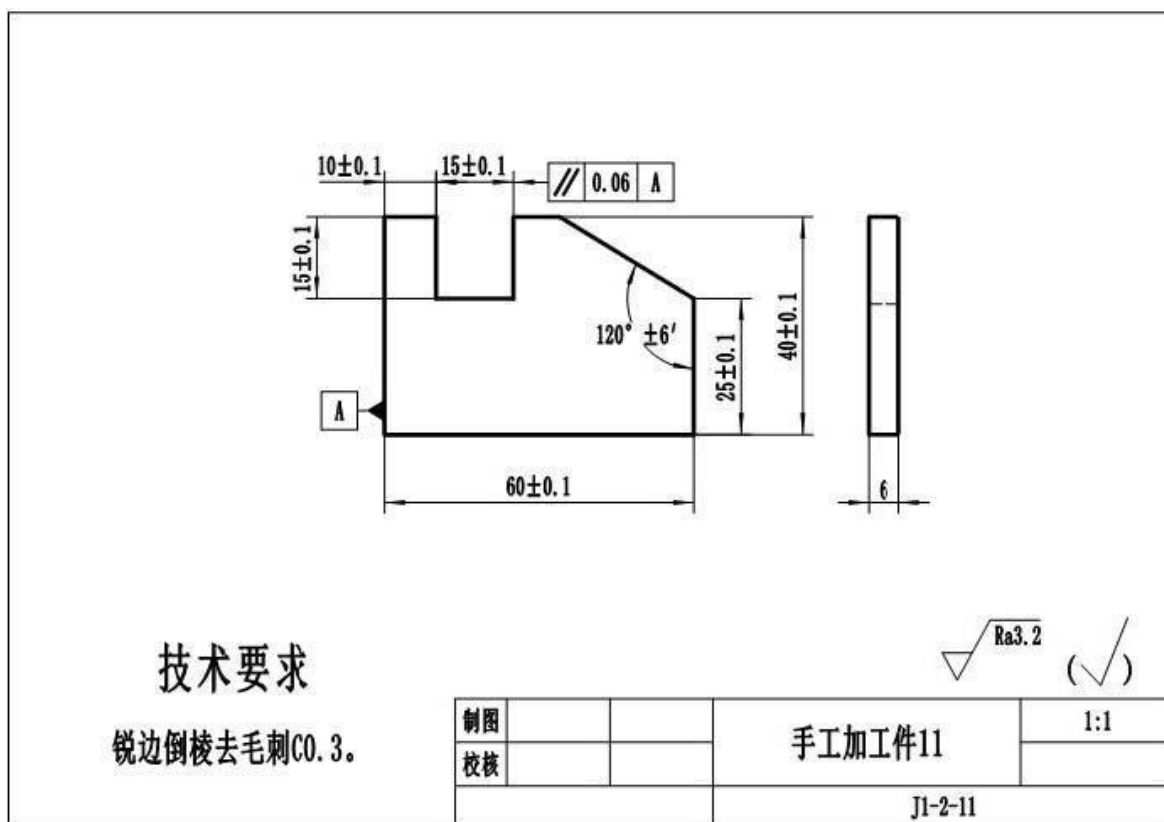 10±0.1
15±0.1
// 0.06 A
15±0.1
120° ±6′
25±0.1
40±0.1
A
60±0.1
6
Ra3.2
(√)
技术要求
锐边倒棱去毛刺C0.3。
制图
手工加工件11
1:1
校核
J1-2-11